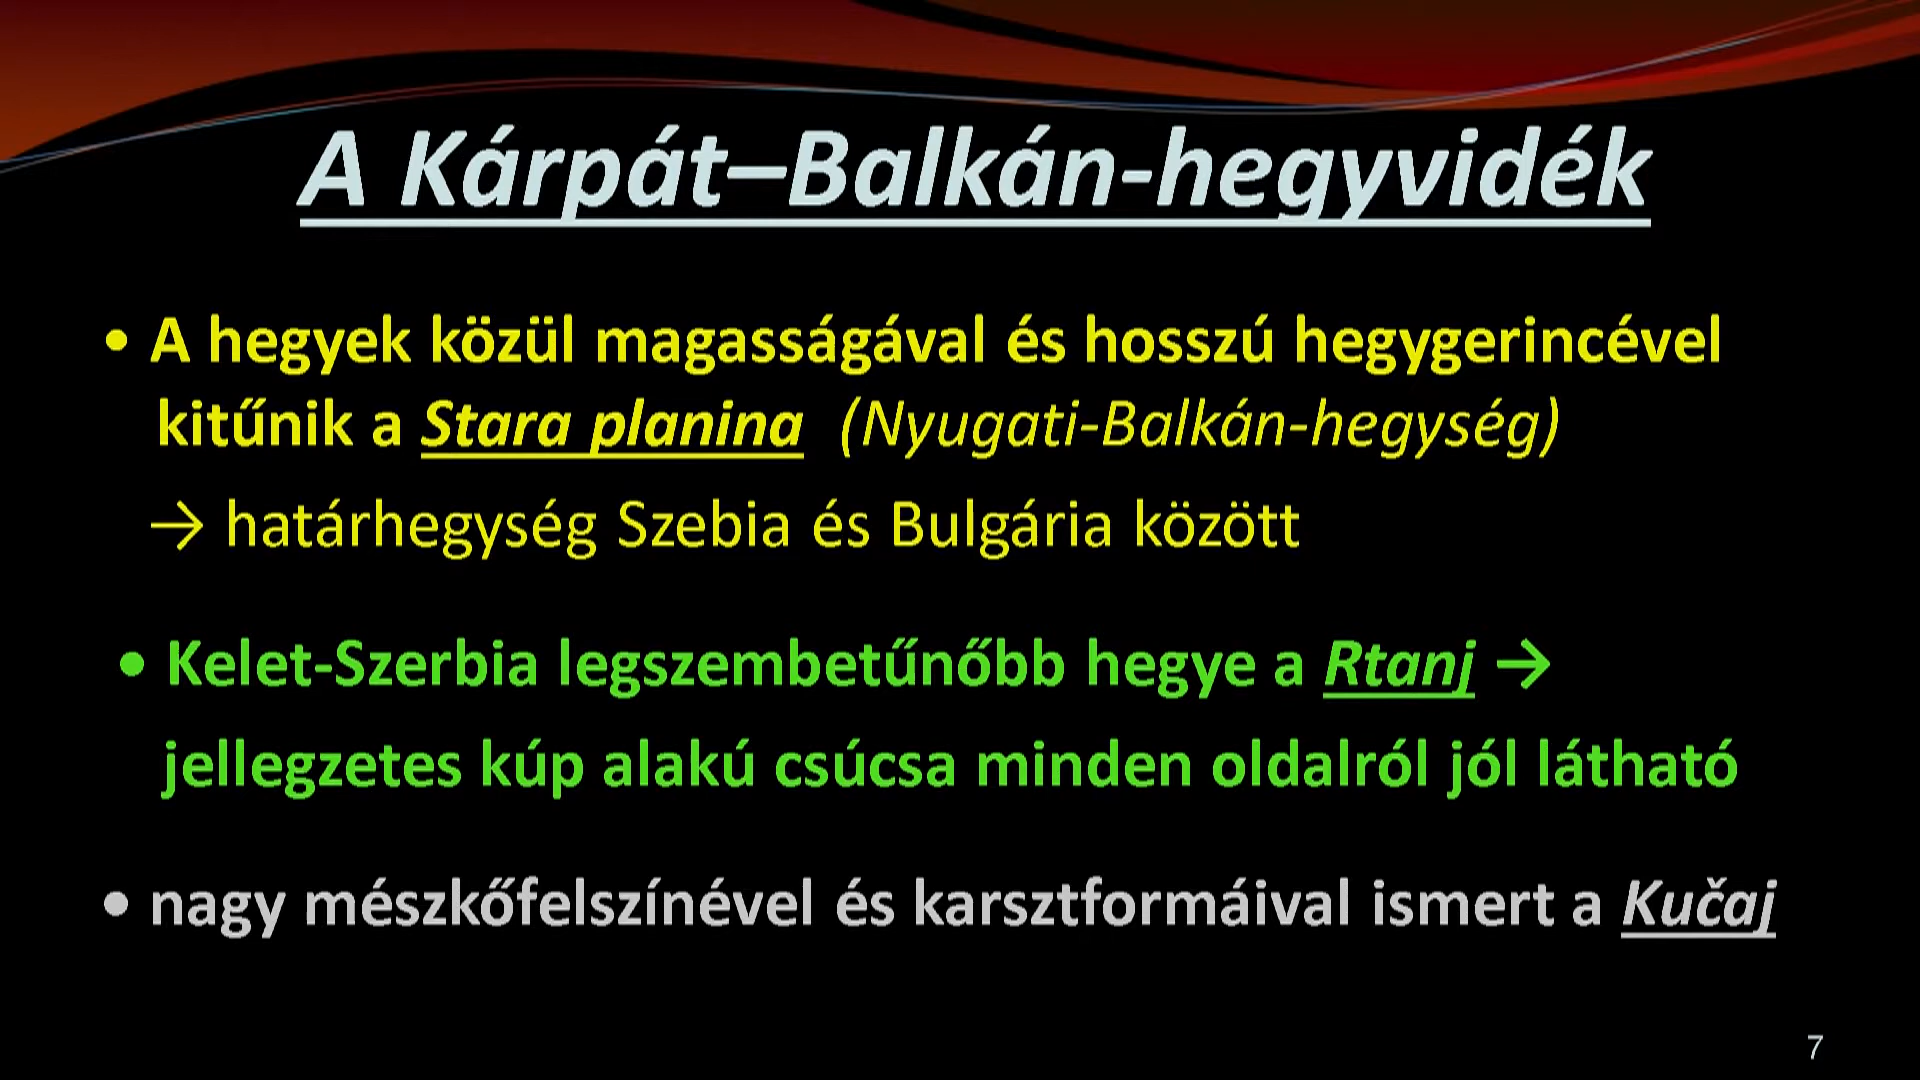 A Kárpát–Balkán-hegyvidék
• A hegyek közül magasságával és hosszú hegygerincével
kitűnik a Stara planina (Nyugati-Balkán-hegység)
→ határhegység Szebia és Bulgária között
• Kelet-Szerbia legszembetűnőbb hegye a Rtanj →
jellegzetes kúp alakú csúcsa minden oldalról jól látható
• nagy mészkőfelszínével és karsztformáival ismert a Kučaj
7